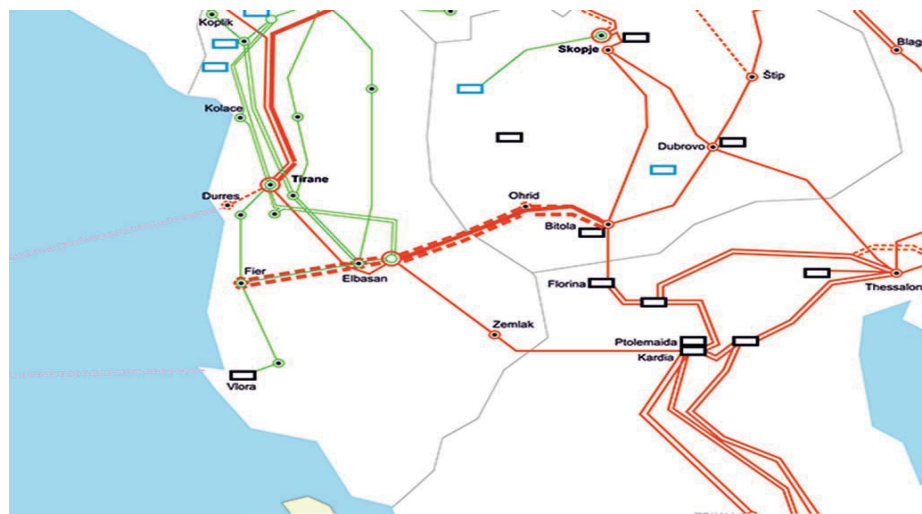 Koplik
Skopje
Blag
Štip
Kolace
Dubrovo
Tirane
Durres
Ohrid
Bitola
Fier
Elbasan
Florina
Thessalon
Zemlak
Ptolemaida
Kardia
Vlora